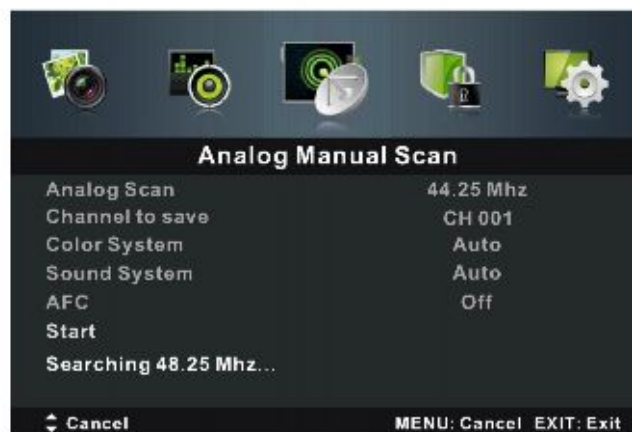 Analog Manual Scan
Analog Scan 44.25 Mhz
Channel to save CH 001
Color System Auto
Sound System Auto
AFC Off
Start
Searching 48.25 Mhz...
Cancel MENU: Cancel EXIT: Exit